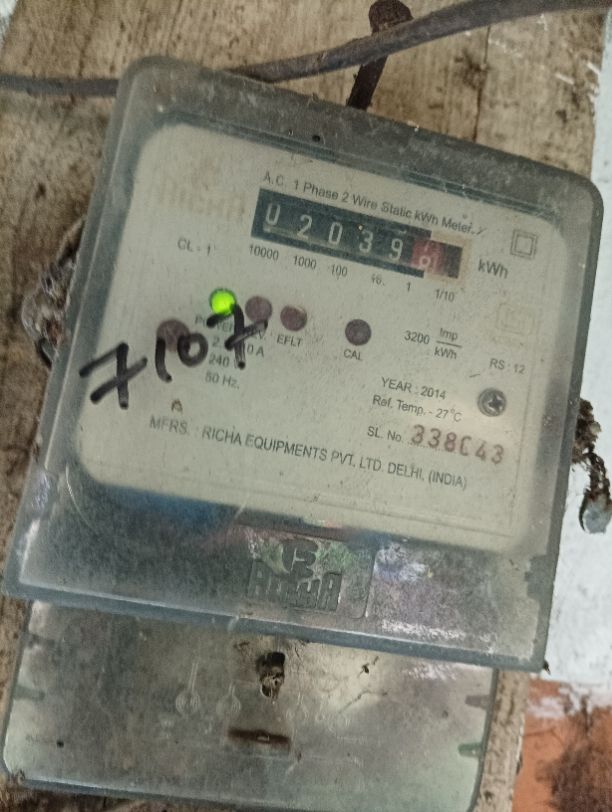 A.C. 1 Phase 2 Wire Static kWh Meter
0 2 0 3 9
kWh
CL - 1
10000 1000 100 1 1/10
EFLT
CAL
3200 Imp/kWh
RS : 12
240
50 Hz.
7107
YEAR : 2014
Ref. Temp. - 27°C
SL. No.
MFRS. : RICHA EQUIPMENTS PVT. LTD. DELHI, (INDIA)
RICHA